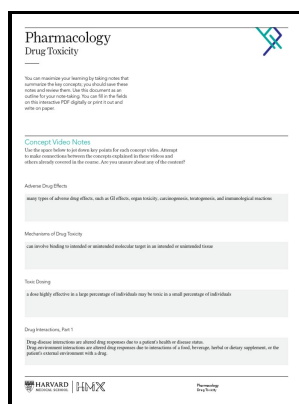 Pharmacology
Drug Toxicity
You can maximize your learning by taking notes that
summarize the key concepts; you should save these
notes and review them. Use this document as an
outline for your note-taking. You can fill in the fields
on this interactive PDF digitally or print it out and
write on paper.
Concept Video Notes
Use the space below to jot down key points for each concept video. Attempt
to make connections between the concepts explained in these videos and
others already covered in the course. Are you unsure about any of the content?
Adverse Drug Effects
many types of adverse drug effects, such as GI effects, organ toxicity, carcinogenesis, teratogenesis, and immunological reactions
Mechanisms of Drug Toxicity
can involve binding to intended or unintended molecular target in an intended or unintended tissue
Toxic Dosing
a does highly effective in a large percentage of individuals may be toxic in a small percentage of individuals
Drug Interactions, Part 1
Drug-disease interactions are altered drug responses due to a patient's health or disease status.
Drug-environment interactions are altered drug responses due to interactions of a food, beverage, herbal or dietary supplement, or the
patient's external environment with a drug.
HARVARD
MEDICAL SCHOOL
HMX
Pharmacology
Drug Toxicity